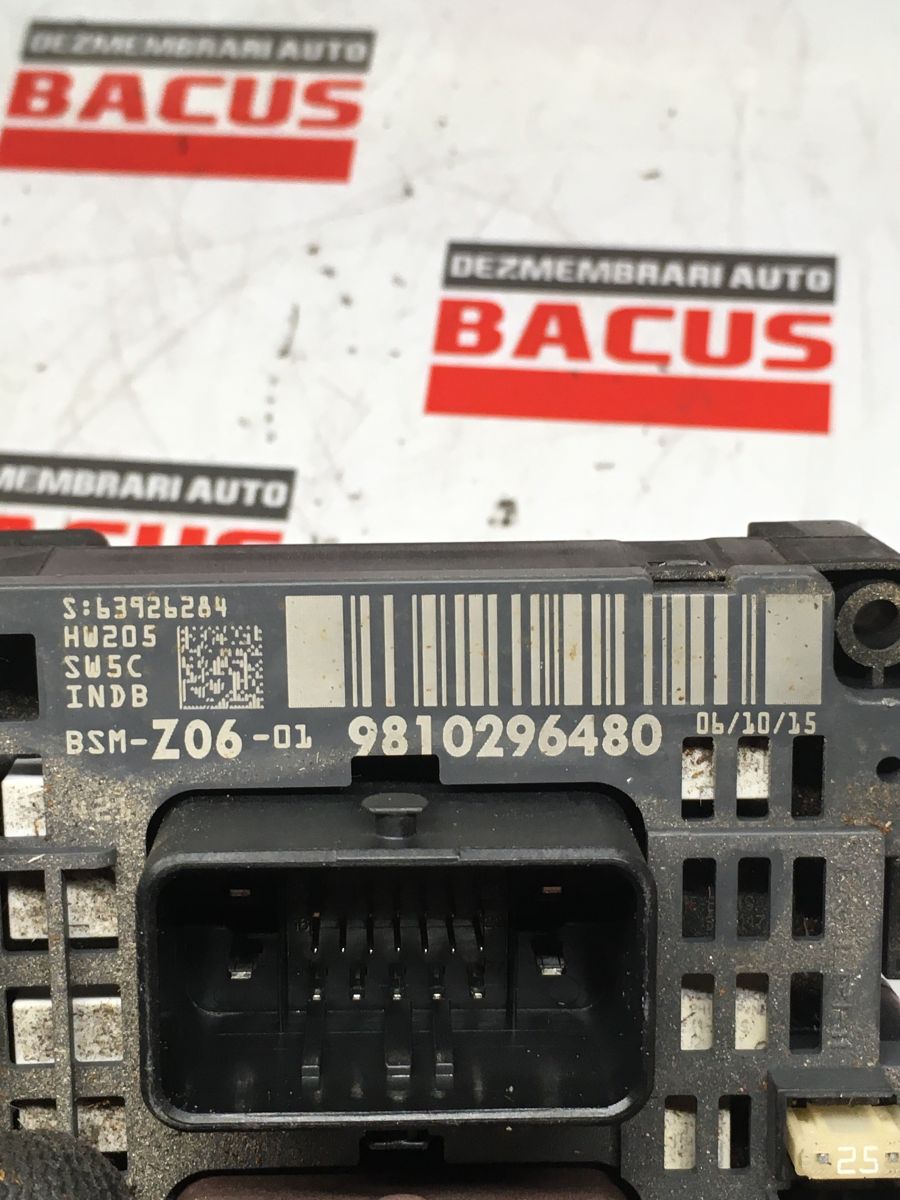 DEZMEMBRARI AUTO
BACUS
DEZMEMBRARI AUTO
BACUS
MEMBRARI AUTO
BACUS
S:63926284
HW205
SW5C
INDB
BSM-Z06-01 9810296480 06/10/15
25